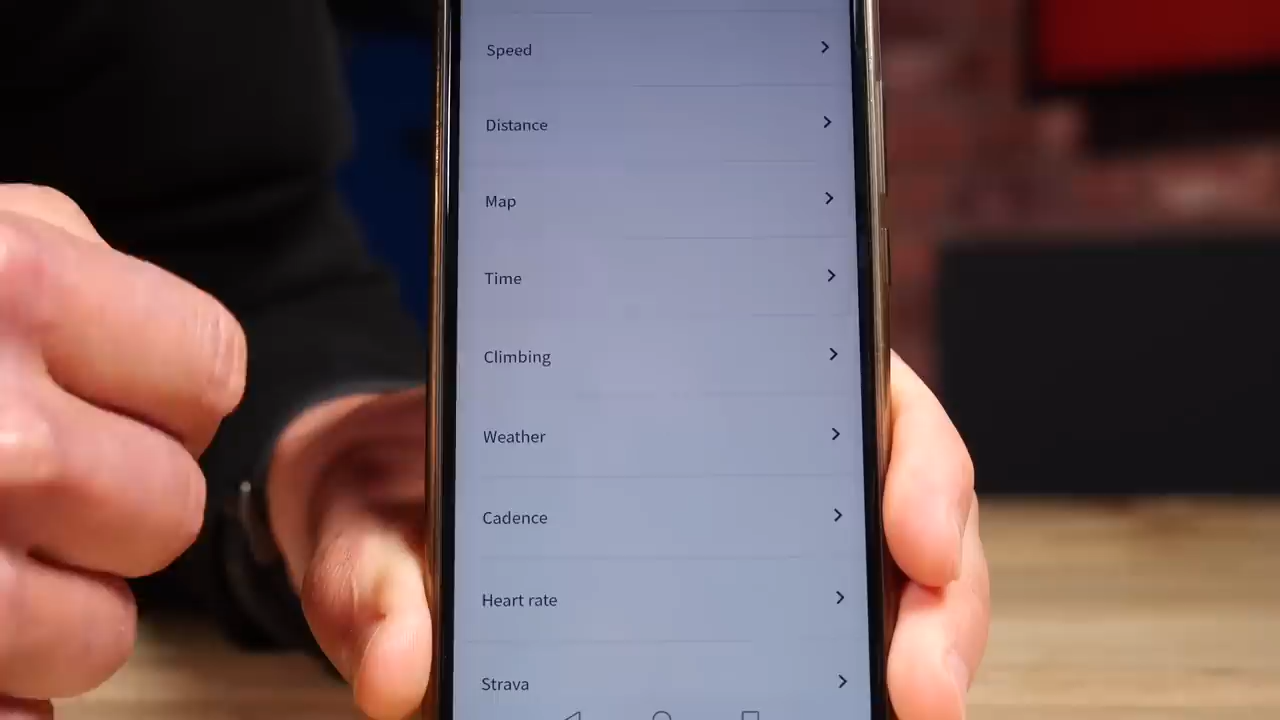 Speed
Distance
Map
Time
Climbing
Weather
Cadence
Heart rate
Strava